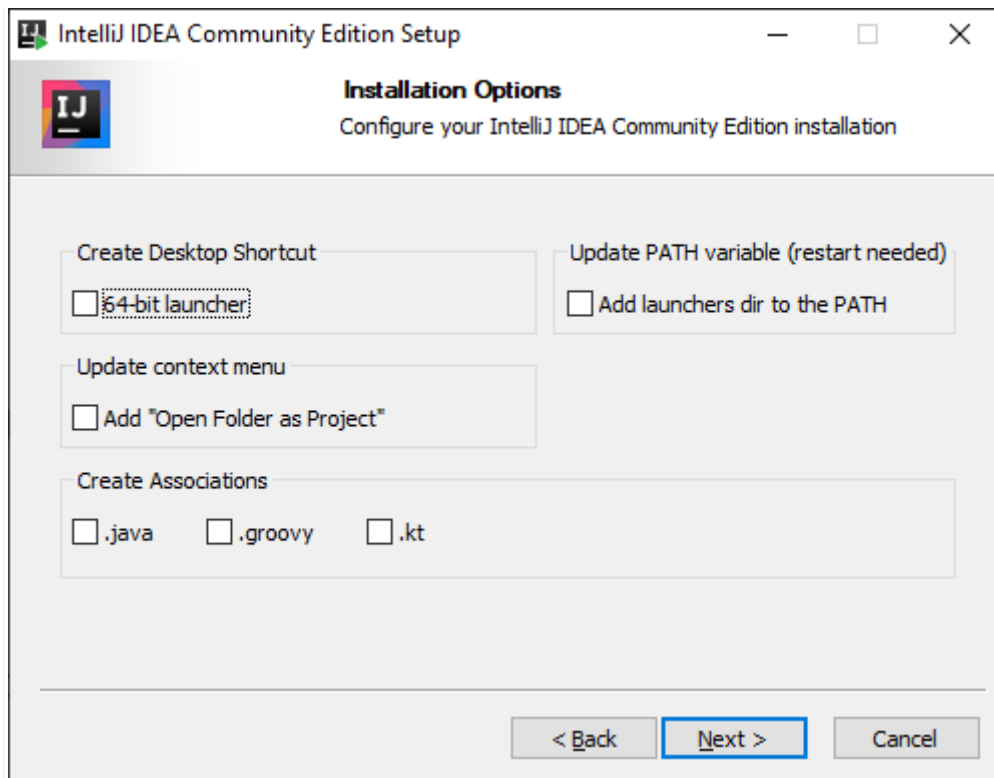 IntelliJ IDEA Community Edition Setup
IJ
Installation Options
Configure your IntelliJ IDEA Community Edition installation
Create Desktop Shortcut
64-bit launcher
Update PATH variable (restart needed)
Add launchers dir to the PATH
Update context menu
Add "Open Folder as Project"
Create Associations
.java .groovy .kt
< Back Next > Cancel